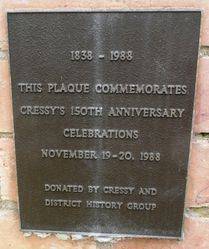 1838 - 1988
THIS PLAQUE COMMEMORATES
CRESSY'S 150TH ANNIVERSARY
CELEBRATIONS
NOVEMBER 19-20. 1988
DONATED BY CRESSY AND
DISTRICT HISTORY GROUP